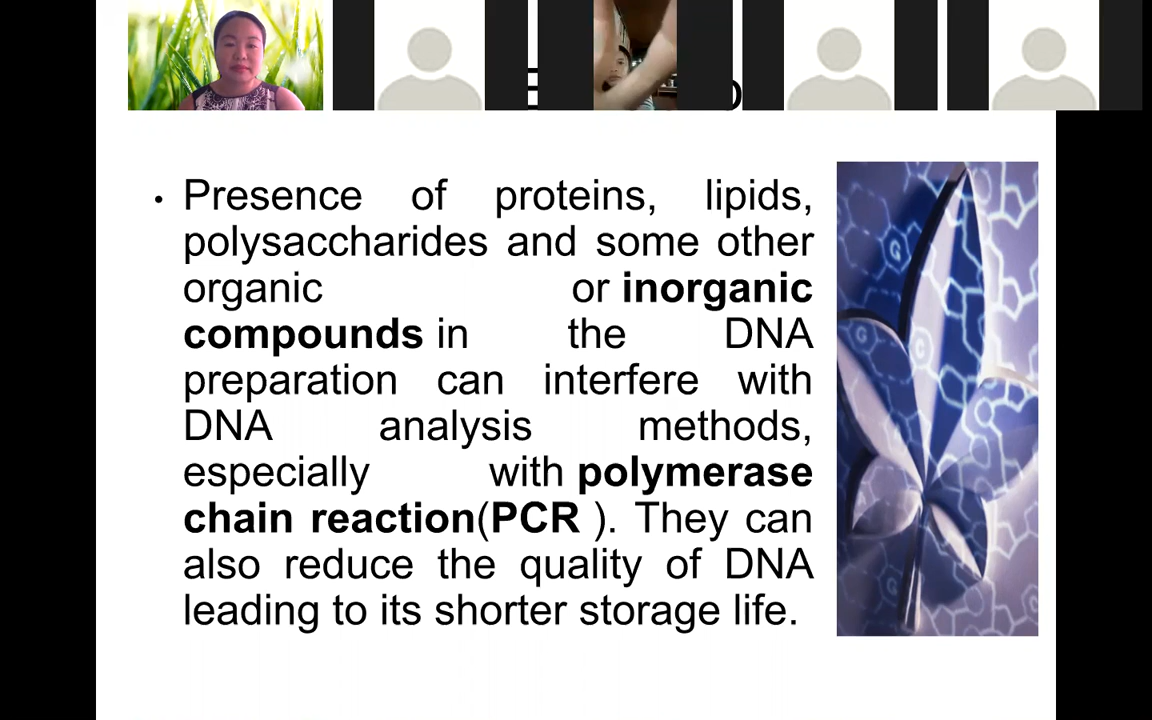 • Presence of proteins, lipids,
polysaccharides and some other
organic or inorganic
compounds in the DNA
preparation can interfere with
DNA analysis methods,
especially with polymerase
chain reaction(PCR ). They can
also reduce the quality of DNA
leading to its shorter storage life.